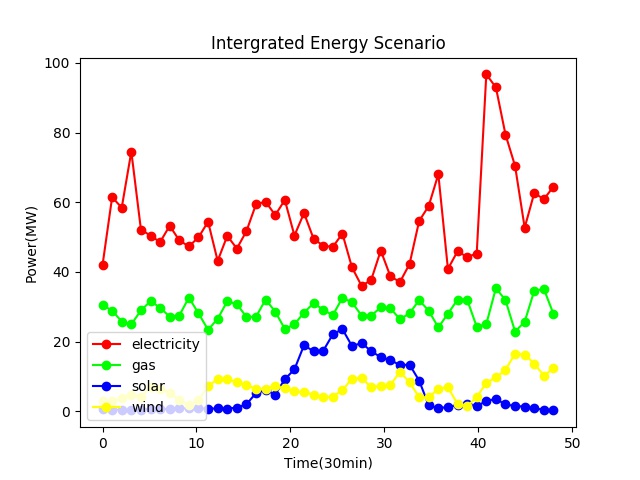 Intergrated Energy Scenario
Power(MW)
100
80
60
40
20
0
electricity
gas
solar
wind
0 10 20 30 40 50
Time(30min)